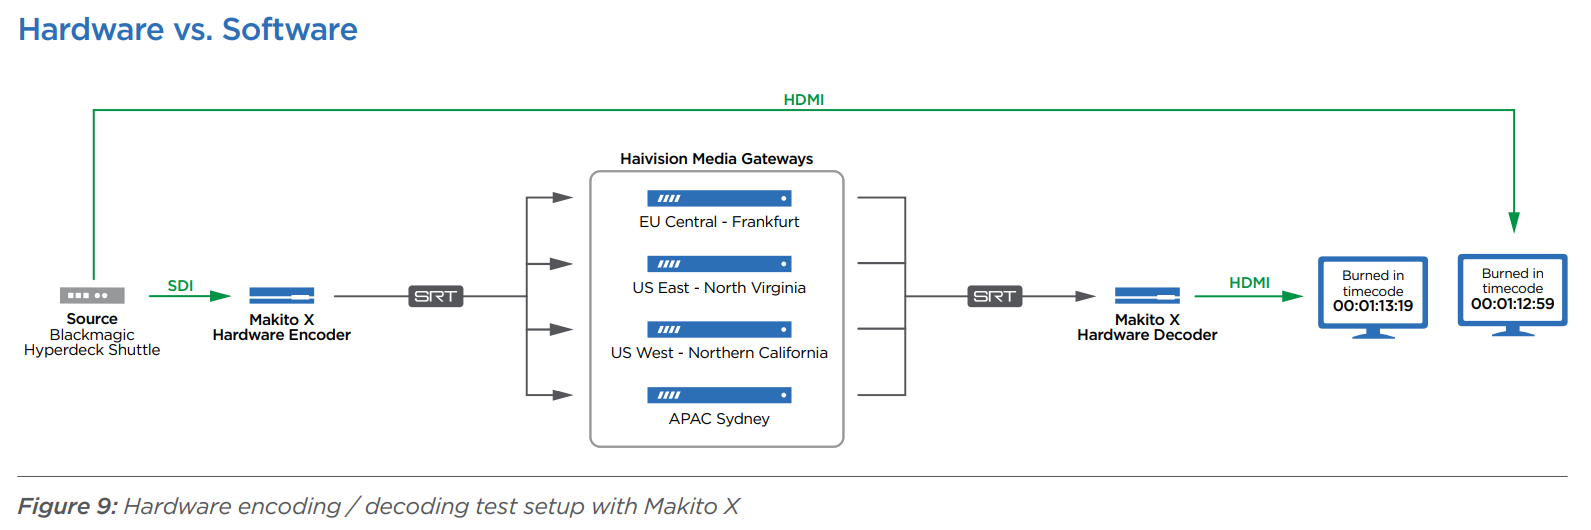 Hardware vs. Software
HDMI
Haivision Media Gateways
EU Central - Frankfurt
US East - North Virginia
US West - Northern California
APAC Sydney
SDI
Source
Blackmagic
Hyperdeck Shuttle
Makito X
Hardware Encoder
SRT
SRT
Makito X
Hardware Decoder
HDMI
Burned in
timecode
00:01:13:19
Burned in
timecode
00:01:12:59
Figure 9: Hardware encoding / decoding test setup with Makito X